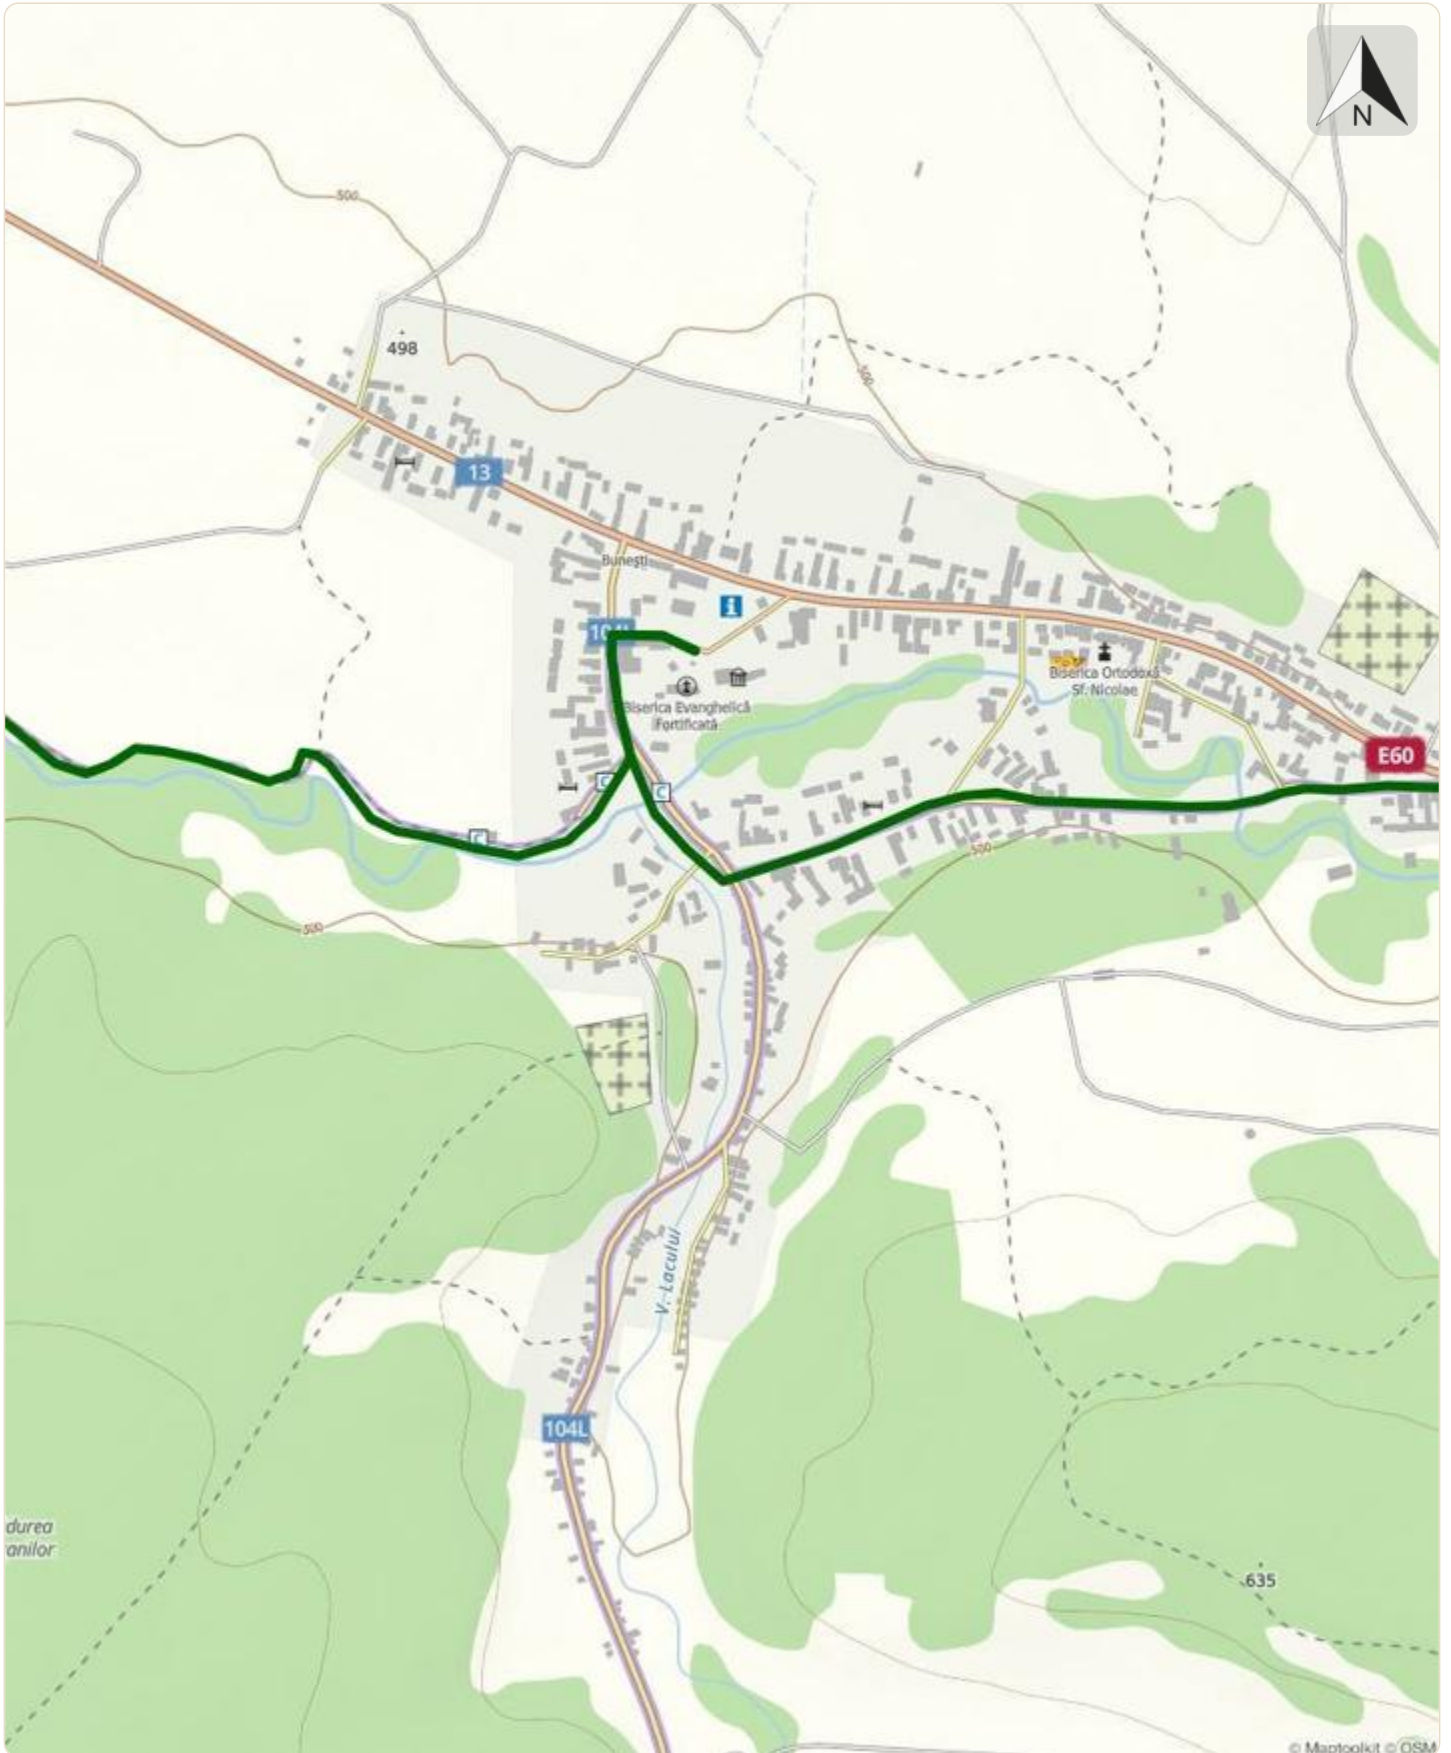 N
500
498
500
13
Bunești
Biserica Ortodoxă
Sf. Nicolae
Biserica Evanghelică
Fortificată
E60
C
C
C
500
500
V. Lacului
104L
durea
anilor
635
© Maptoolkit © OSM